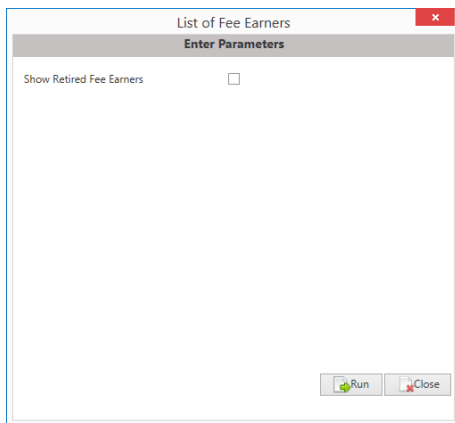 List of Fee Earners
Enter Parameters
Show Retired Fee Earners
Run Close